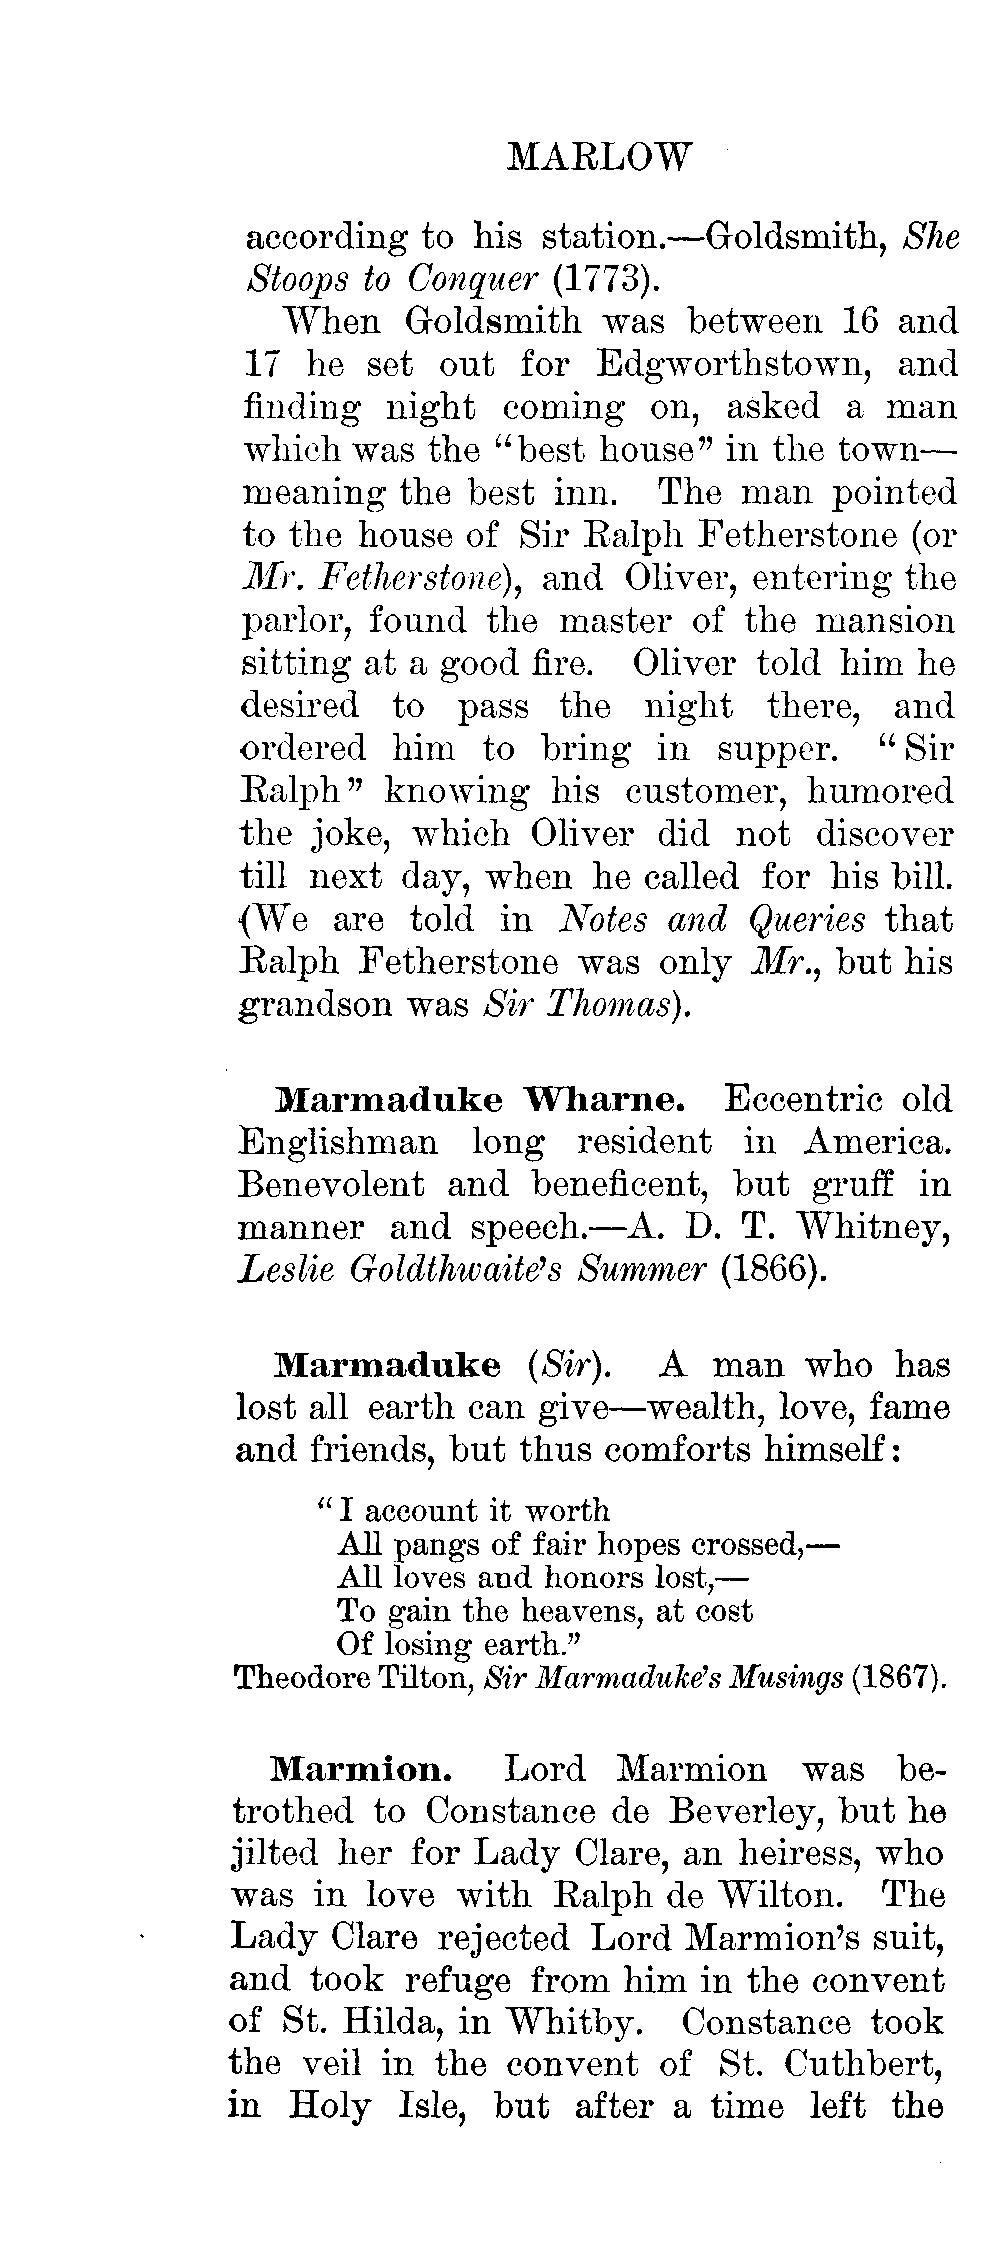 MARLOW
according to his station.—Goldsmith, She
Stoops to Conquer (1773).
When Goldsmith was between 16 and
17 he set out for Edgworthstown, and
finding night coming on, asked a man
which was the "best house" in the town—
meaning the best inn. The man pointed
to the house of Sir Ralph Fetherstone (or
Mr. Fetherstone), and Oliver, entering the
parlor, found the master of the mansion
sitting at a good fire. Oliver told him he
desired to pass the night there, and
ordered him to bring in supper. "Sir
Ralph" knowing his customer, humored
the joke, which Oliver did not discover
till next day, when he called for his bill.
(We are told in Notes and Queries that
Ralph Fetherstone was only Mr., but his
grandson was Sir Thomas).
Marmaduke Wharne. Eccentric old
Englishman long resident in America.
Benevolent and beneficent, but gruff in
manner and speech.—A. D. T. Whitney,
Leslie Goldthwaite's Summer (1866).
Marmaduke (Sir). A man who has
lost all earth can give—wealth, love, fame
and friends, but thus comforts himself:
"I account it worth
All pangs of fair hopes crossed,—
All loves and honors lost,—
To gain the heavens, at cost
Of losing earth."
Theodore Tilton, Sir Marmaduke's Musings (1867).
Marmion. Lord Marmion was be-
trothed to Constance de Beverley, but he
jilted her for Lady Clare, an heiress, who
was in love with Ralph de Wilton. The
Lady Clare rejected Lord Marmion's suit,
and took refuge from him in the convent
of St. Hilda, in Whitby. Constance took
the veil in the convent of St. Cuthbert,
in Holy Isle, but after a time left the